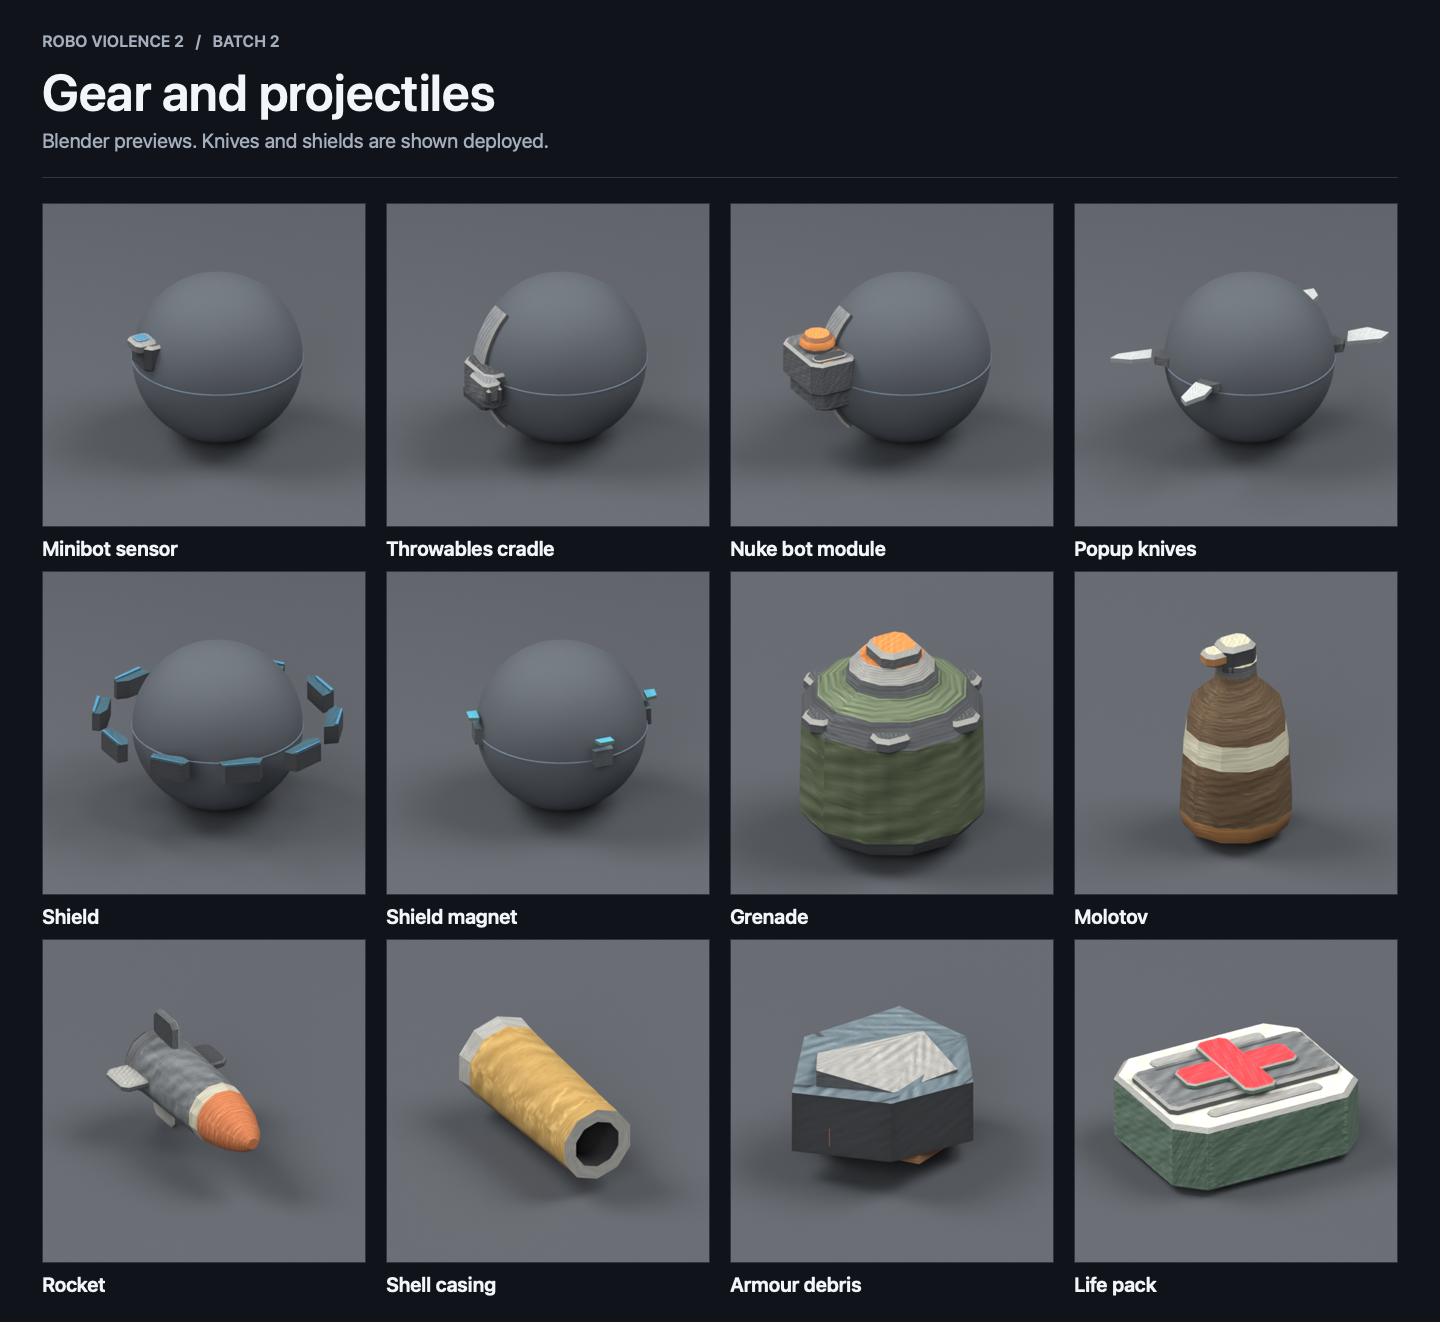 ROBO VIOLENCE 2 / BATCH 2
Gear and projectiles
Blender previews. Knives and shields are shown deployed.
Minibot sensor
Throwables cradle
Nuke bot module
Popup knives
Shield
Shield magnet
Grenade
Molotov
Rocket
Shell casing
Armour debris
Life pack